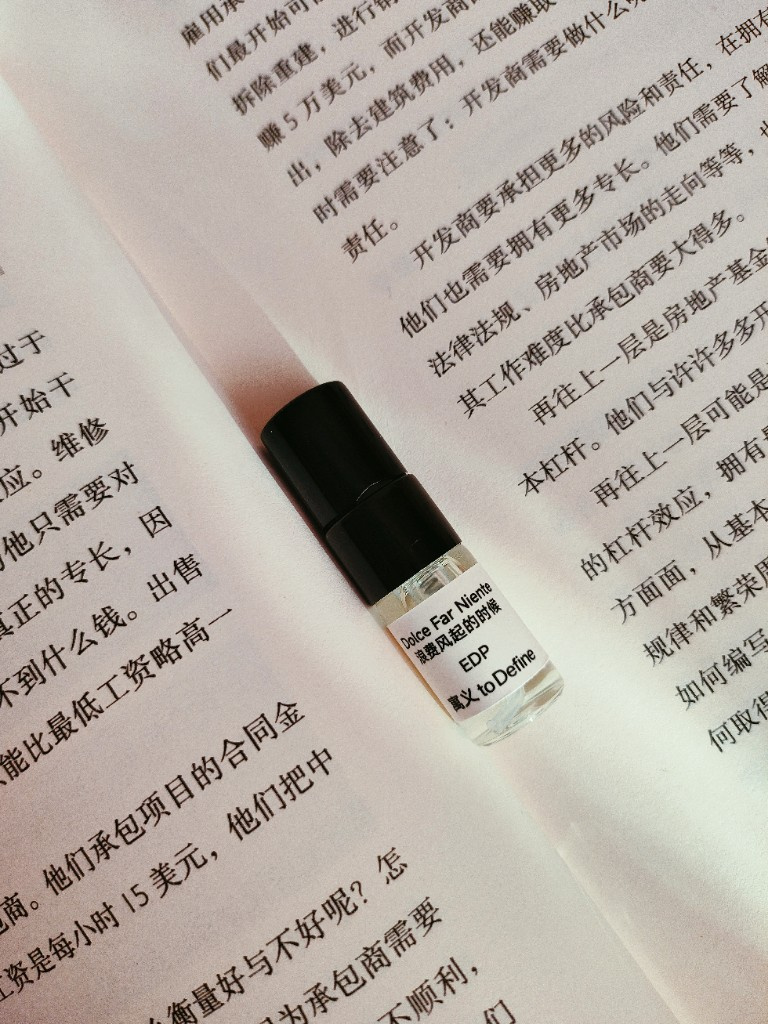 过于
开始干
应。维修
他只需要对
真正的专长，因
不到什么钱。出售
能比最低工资略高一
商。他们承包项目的合同金
工资是每小时 15 美元，他们把中
衡量好与不好呢？怎
为承包商需要
不顺利，
们
雇用承
们最开始可
拆除重建，进行
赚 5 万美元，而开发商
出，除去建筑费用，还能赚取
时需要注意了：开发商需要做什么
责任。
开发商要承担更多的风险和责任，在拥有
他们也需要拥有更多专长。他们需要了解
法律法规、房地产市场的走向等等，
其工作难度比承包商要大得多。
再往上一层是房地产基金
本杠杆。他们与许许多多开
再往上一层可能是
的杠杆效应，拥有
方面面，从基本
规律和繁荣周
如何编写
何取得
Dolce Far Niente
浪费风起的时候
EDP
寓义 to Define